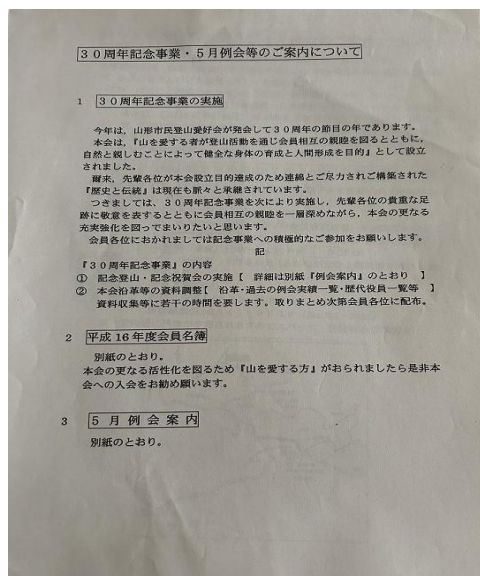 30周年記念事業・5月例会等のご案内について
1 30周年記念事業の実施
今年は，山形市民登山愛好会が発会して30周年の節目の年であります。
本会は，『山を愛する者が登山活動を通じ会員相互の親睦を図るとともに，
自然と親しむことによって健全な身体の育成と人間形成を目的』として設立
されました。
爾来，先輩各位が本会設立目的達成のため連綿とご尽力されご構築された
『歴史と伝統』は現在も脈々と承継されています。
つきましては，30周年記念事業を次により実施し，先輩各位の貴重な足
跡に敬意を表するとともに会員相互の親睦を一層深めながら，本会の更なる
充実強化を図ってまいりたいと思います。
会員各位におかれましては記念事業への積極的なご参加をお願いします。
記
『30周年記念事業』の内容
① 記念登山・記念祝賀会の実施【 詳細は別紙『例会案内』のとおり 】
② 本会沿革等の資料調整【 沿革・過去の例会実績一覧・歴代役員一覧等 】
資料収集等に若干の時間を要します。取りまとめ次第会員各位に配布。
2 平成16年度会員名簿
別紙のとおり。
本会の更なる活性化を図るため『山を愛する方』がおられましたら是非本
会への入会をお勧め願います。
3 5月例会案内
別紙のとおり。